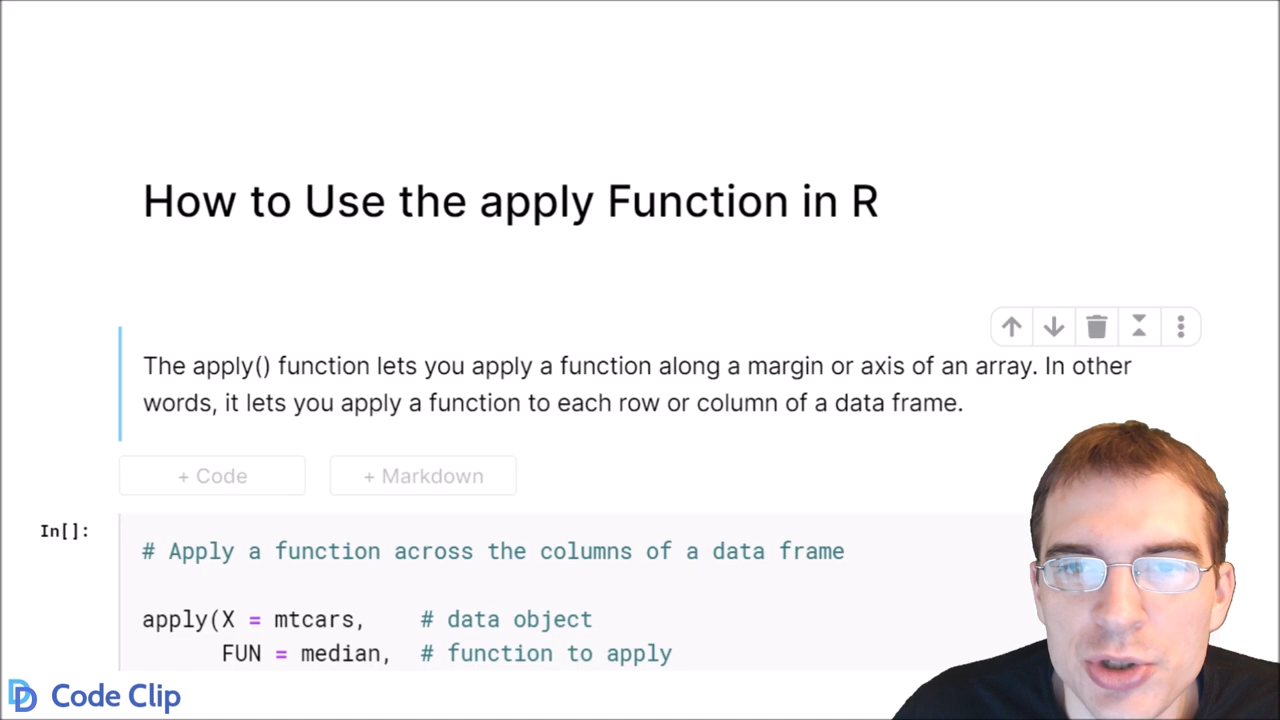 How to Use the apply Function in R
The apply() function lets you apply a function along a margin or axis of an array. In other
words, it lets you apply a function to each row or column of a data frame.
+ Code + Markdown
In[]:
# Apply a function across the columns of a data frame
apply(X = mtcars, # data object
FUN = median, # function to apply
DD Code Clip